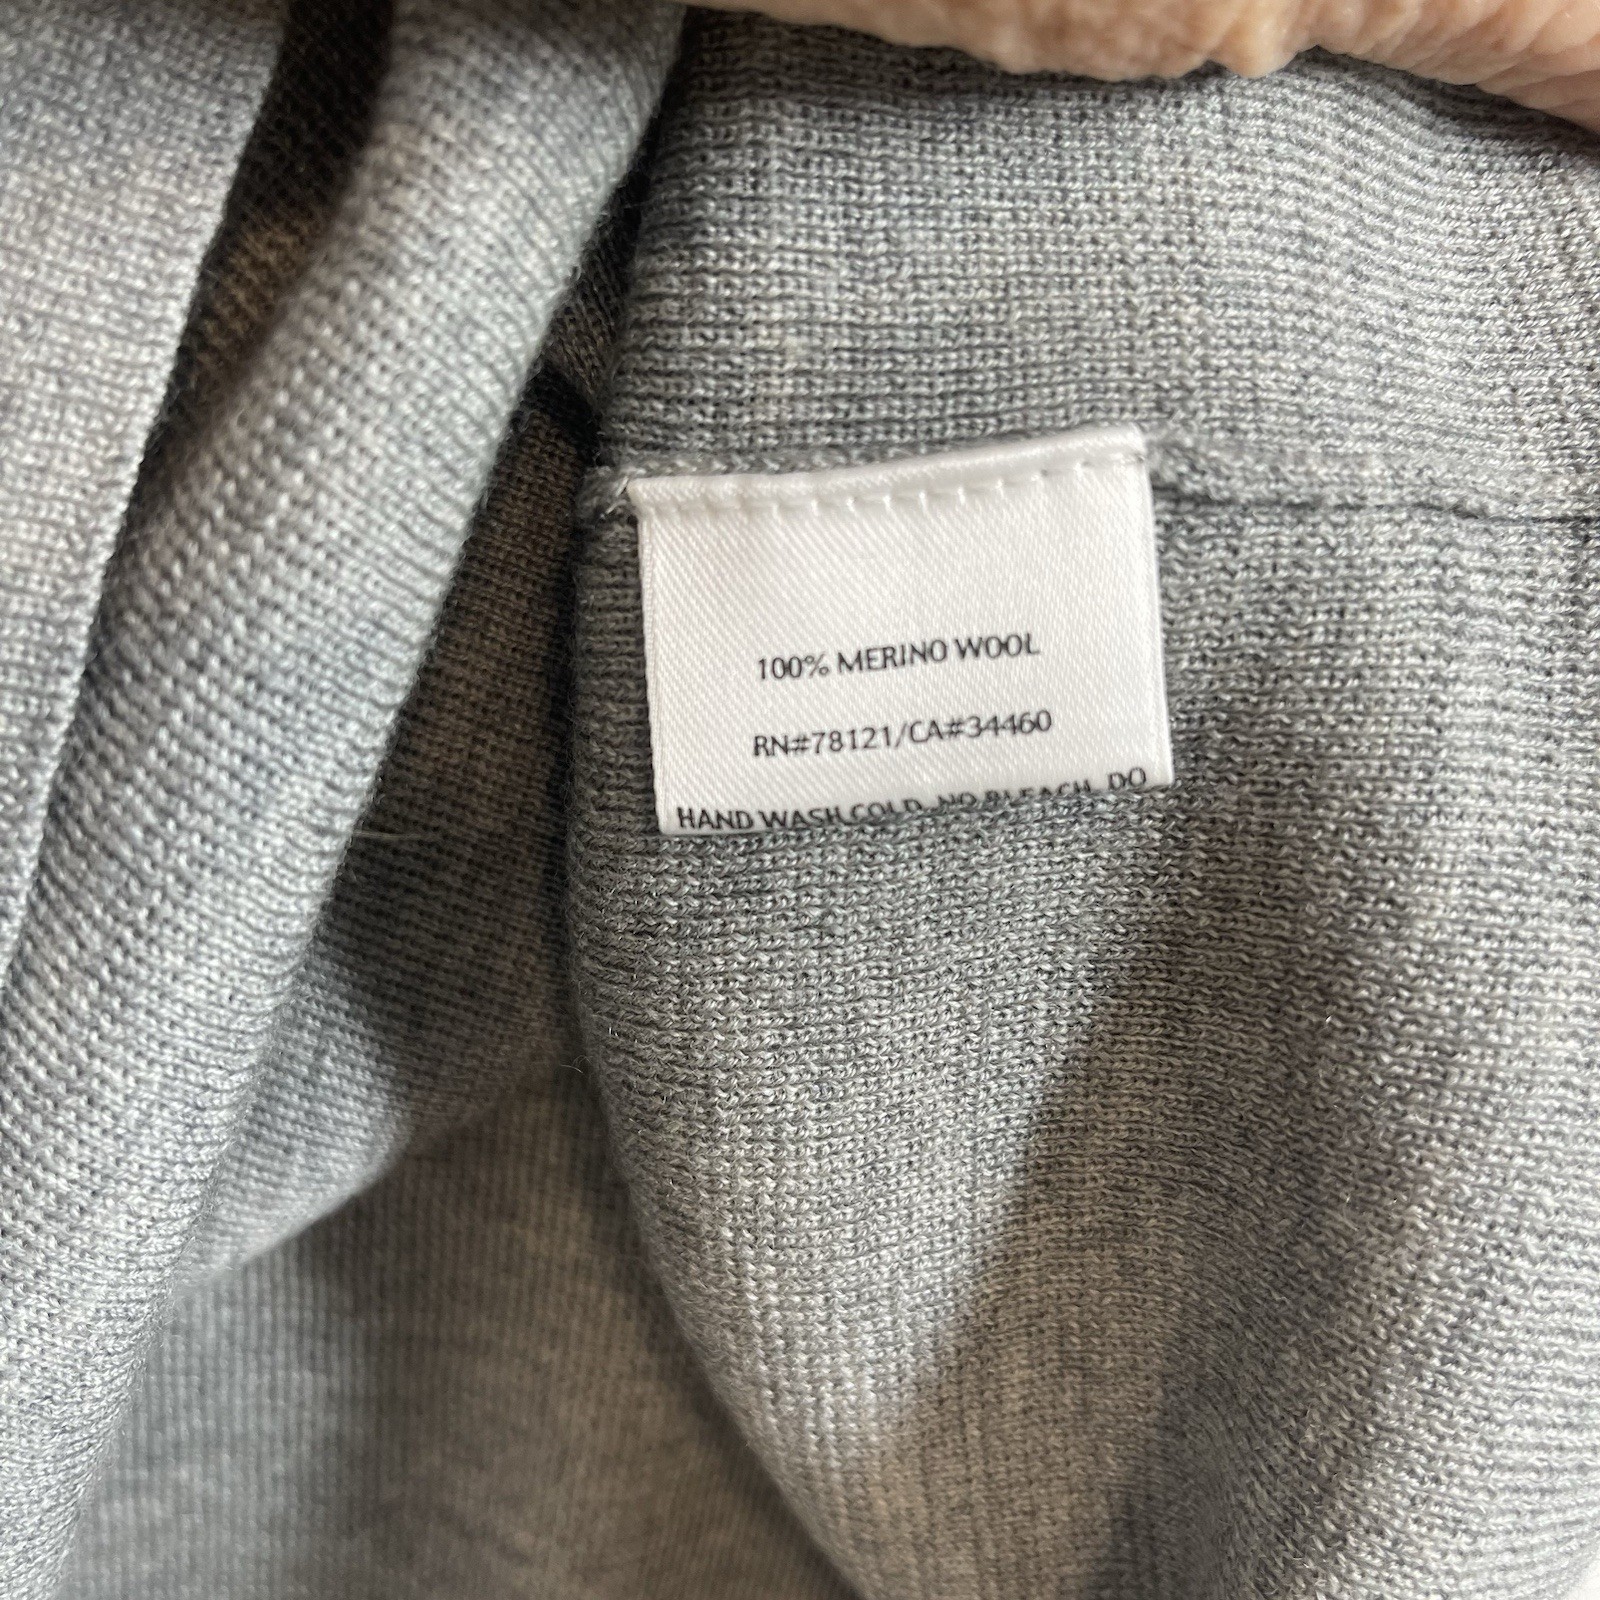 100% MERINO WOOL
RN#78121/CA#34460
HAND WASH COLD, NO BLEACH, DO